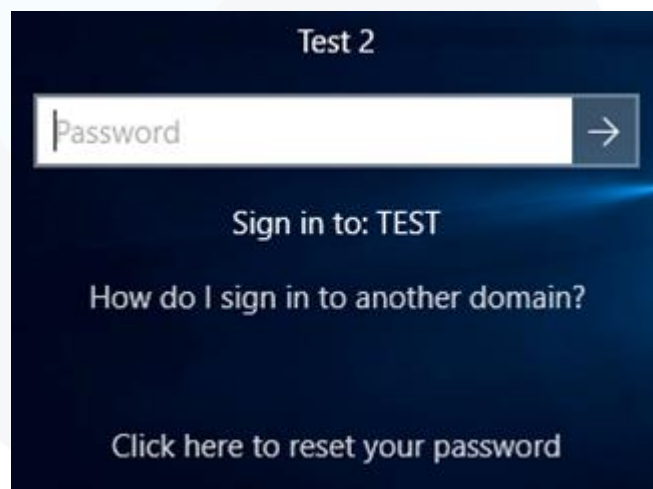 Test 2
Password
Sign in to: TEST
How do I sign in to another domain?
Click here to reset your password